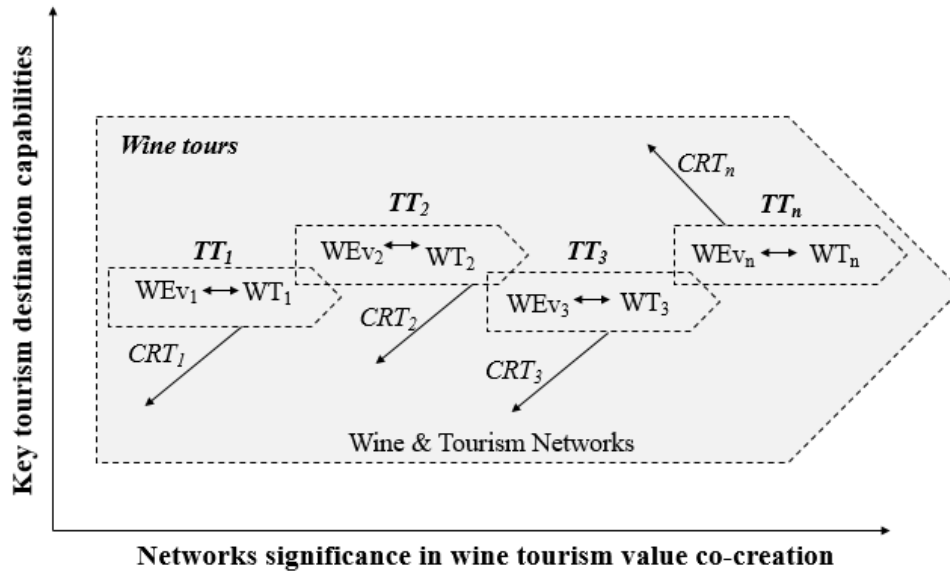 Key tourism destination capabilities
Wine tours
CRTₙ
TT₂
TTₙ
TT₁
WEv₂ WT₂
TT₃
WEvₙ WTₙ
WEv₁ WT₁
WEv₃ WT₃
CRT₁
CRT₂
CRT₃
Wine & Tourism Networks
Networks significance in wine tourism value co-creation